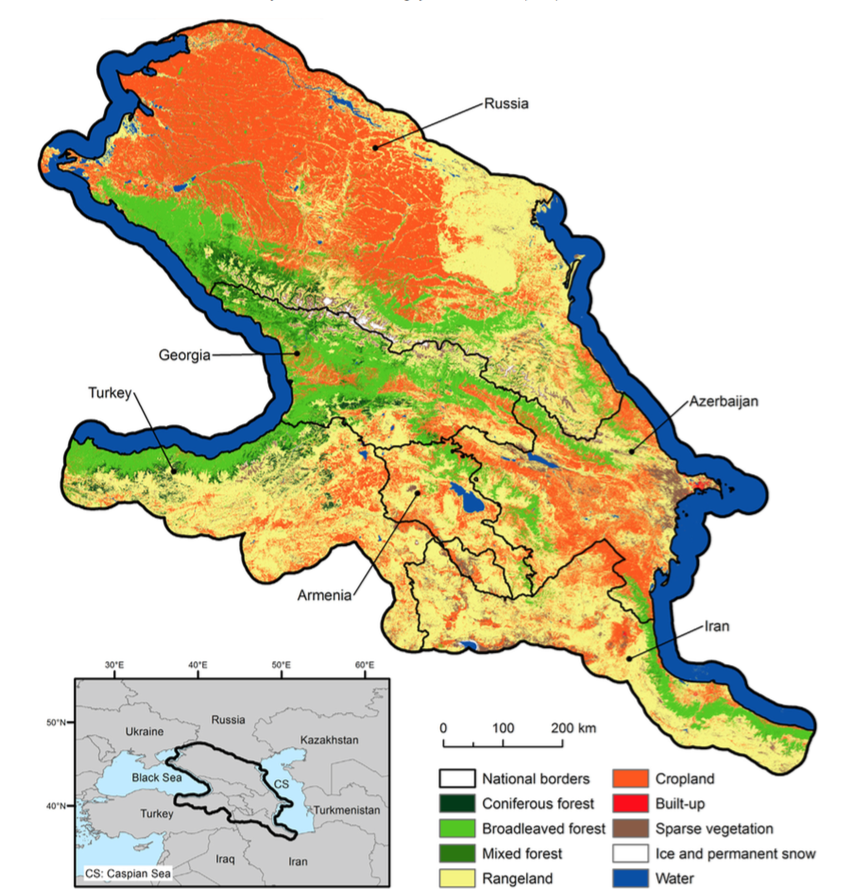 Russia
Georgia
Turkey
Azerbaijan
Armenia
Iran
30°E 40°E 50°E 60°E
50°N
40°N
Ukraine
Russia
Kazakhstan
Black Sea
CS
Turkey
Turkmenistan
Iraq
Iran
CS: Caspian Sea
0 100 200 km
National borders
Coniferous forest
Broadleaved forest
Mixed forest
Rangeland
Cropland
Built-up
Sparse vegetation
Ice and permanent snow
Water